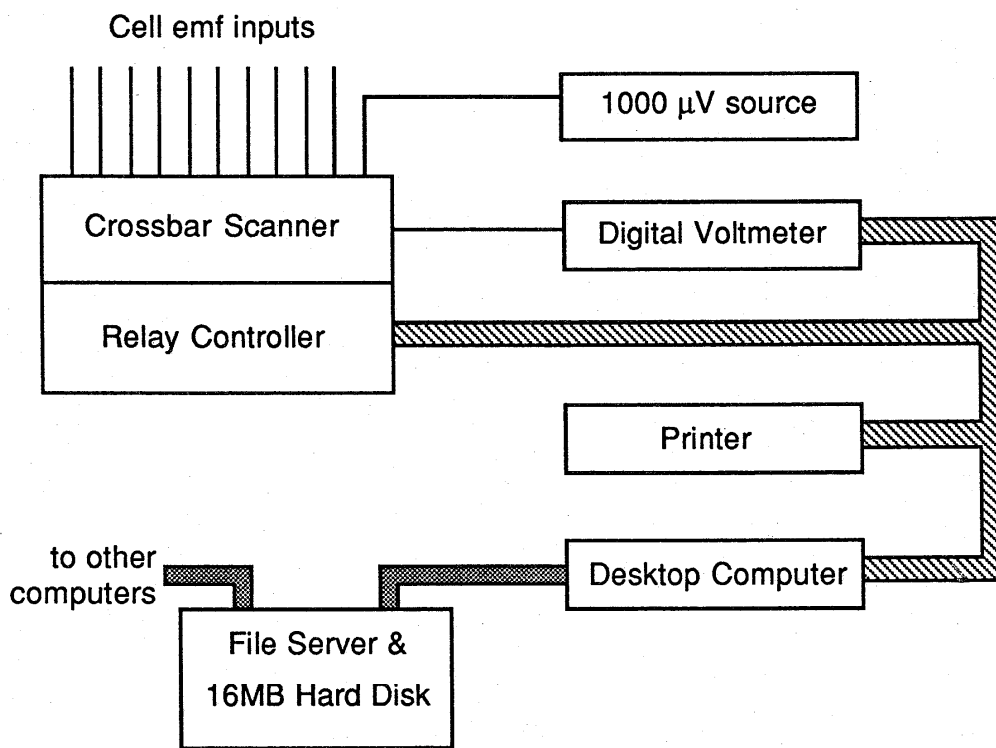 Cell emf inputs
1000 µV source
Crossbar Scanner
Digital Voltmeter
Relay Controller
Printer
to other
computers
Desktop Computer
File Server &
16MB Hard Disk